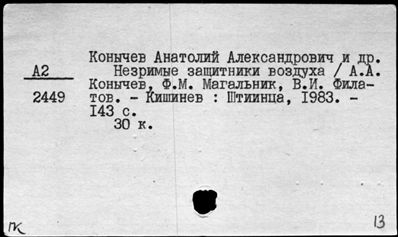 Конычев Анатолий Александрович и др.
А2 Незримые защитники воздуха / А.А.
Конычев, Ф.М. Магальник, В.И. Фила-
2449 тов. - Кишинев : Штиинца, 1983. -
143 с.
30 к.
ПК 13